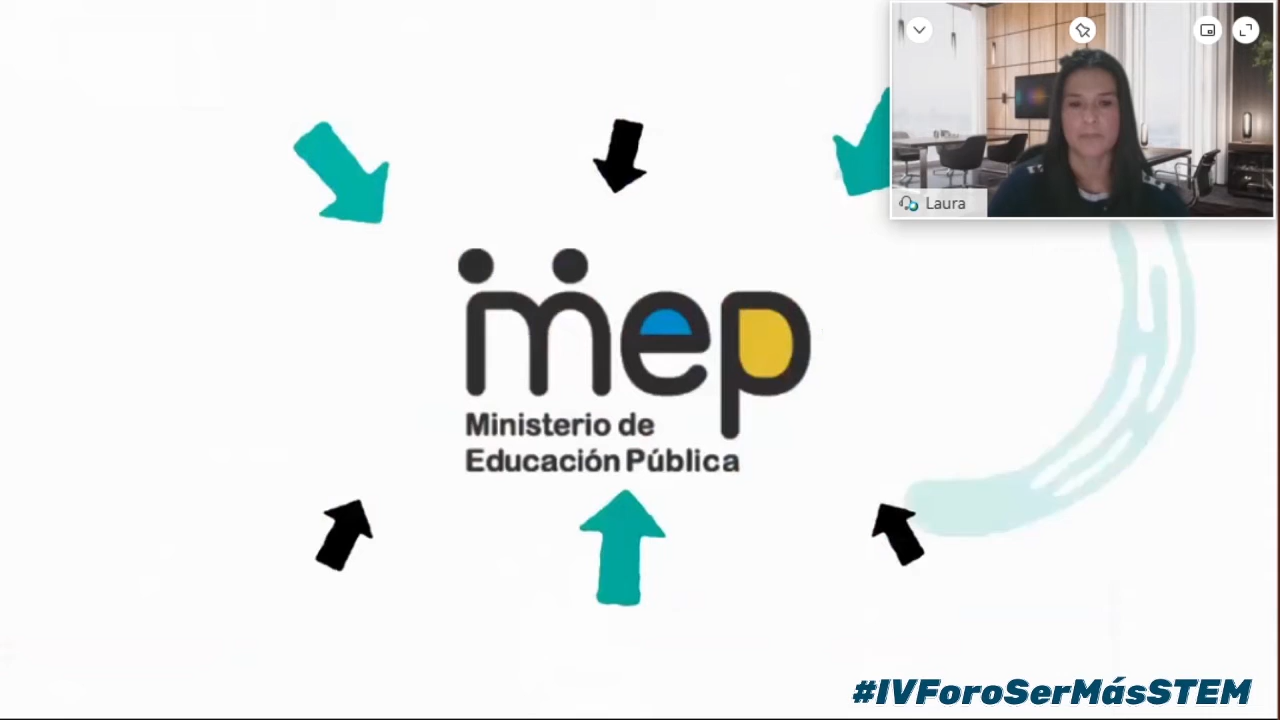 Laura
mep
Ministerio de
Educación Pública
#IVForoSerMásSTEM